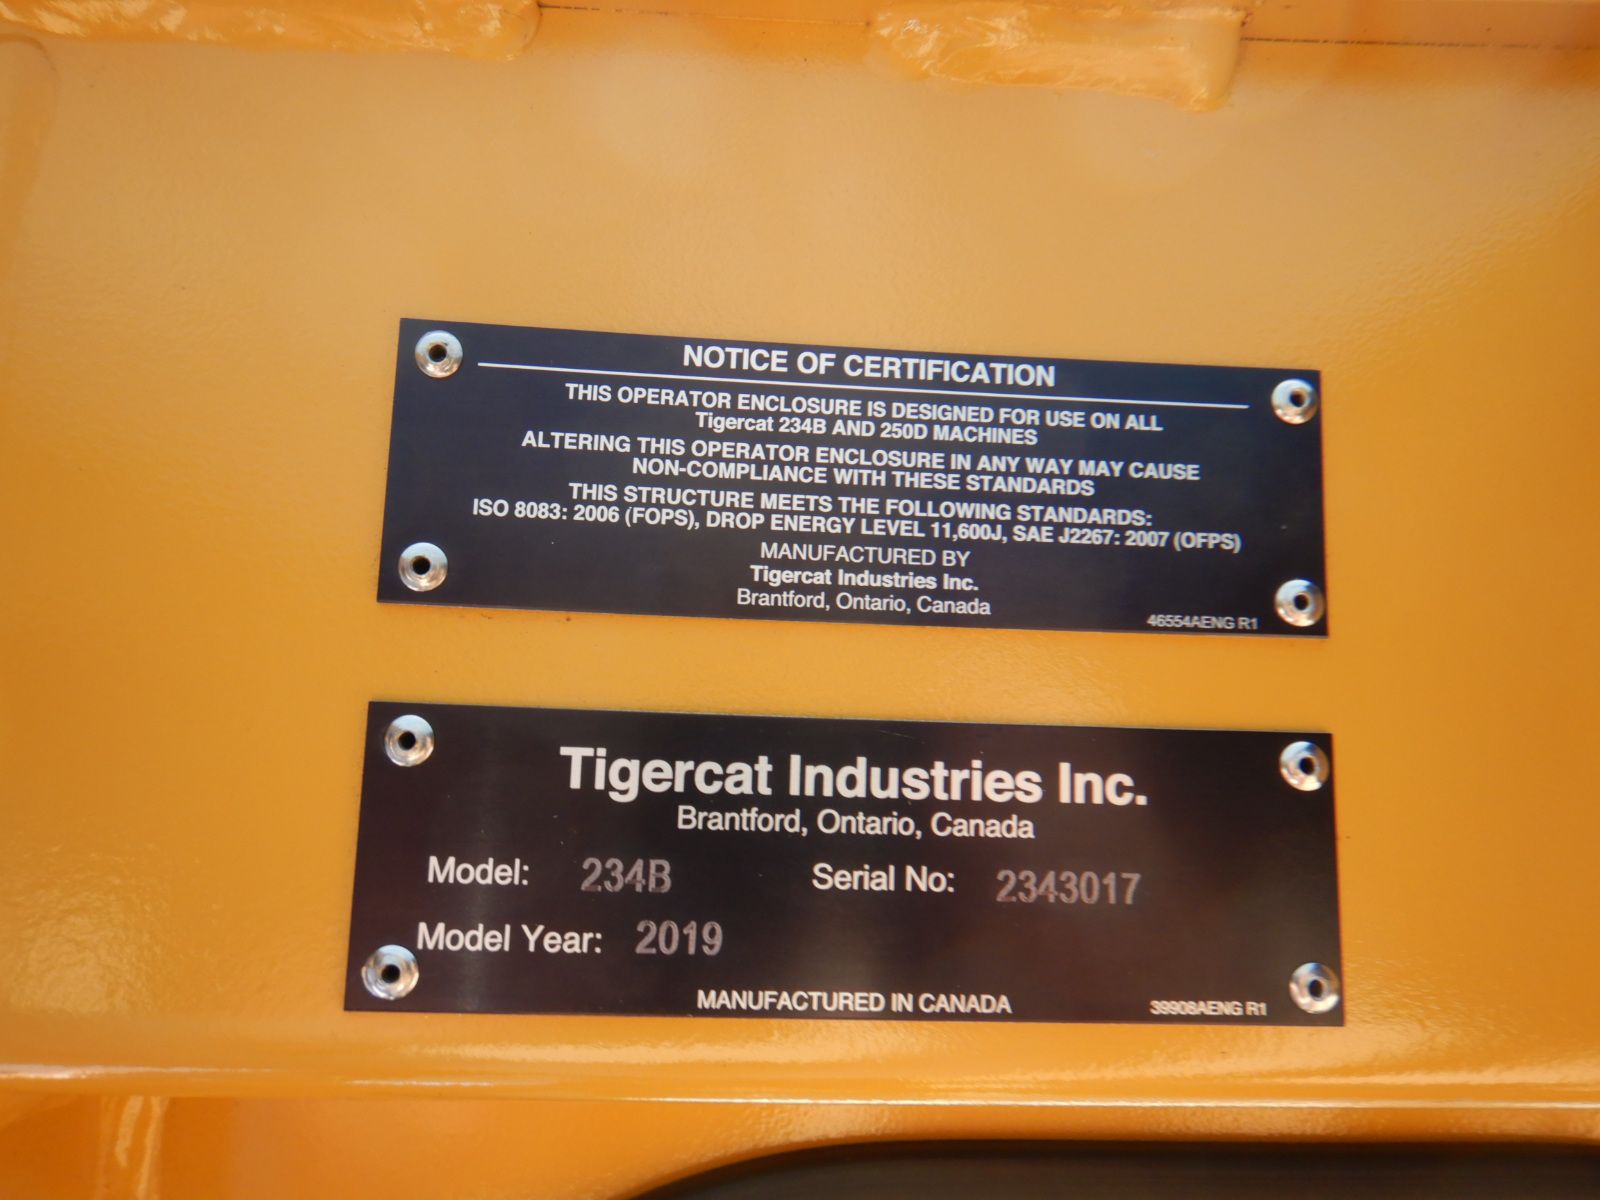 NOTICE OF CERTIFICATION
THIS OPERATOR ENCLOSURE IS DESIGNED FOR USE ON ALL
Tigercat 234B AND 250D MACHINES
ALTERING THIS OPERATOR ENCLOSURE IN ANY WAY MAY CAUSE
NON-COMPLIANCE WITH THESE STANDARDS
THIS STRUCTURE MEETS THE FOLLOWING STANDARDS:
ISO 8083: 2006 (FOPS), DROP ENERGY LEVEL 11,600J, SAE J2267: 2007 (OFPS)
MANUFACTURED BY
Tigercat Industries Inc.
Brantford, Ontario, Canada
46554AENG R1
Tigercat Industries Inc.
Brantford, Ontario, Canada
Model: 234B Serial No: 2343017
Model Year: 2019
MANUFACTURED IN CANADA
39908AENG R1